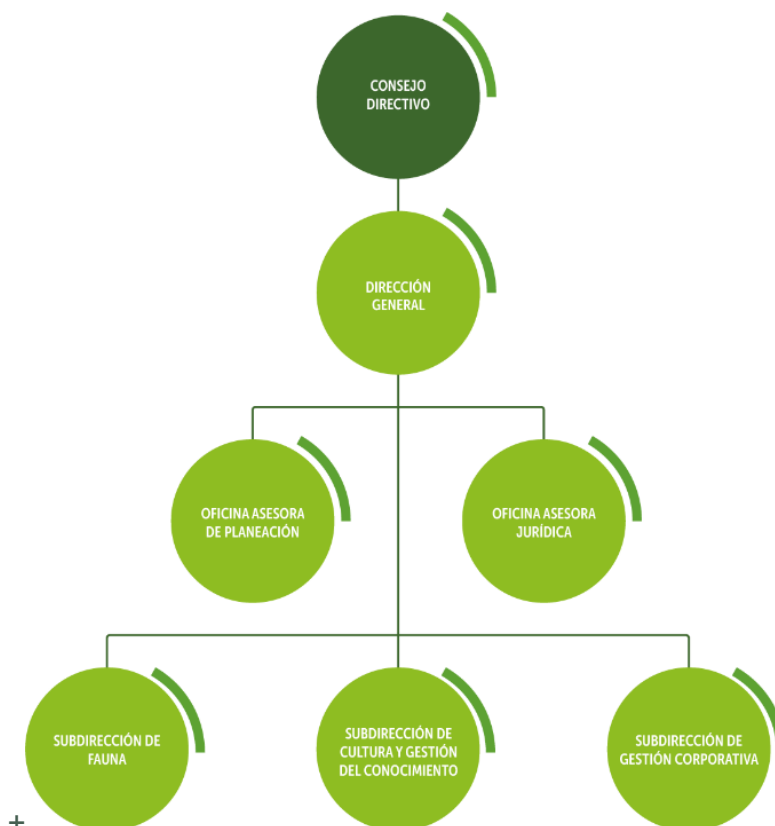 CONSEJO
DIRECTIVO
DIRECCIÓN
GENERAL
OFICINA ASESORA
DE PLANEACIÓN
OFICINA ASESORA
JURÍDICA
SUBDIRECCIÓN DE
FAUNA
SUBDIRECCIÓN DE
CULTURA Y GESTIÓN
DEL CONOCIMIENTO
SUBDIRECCIÓN DE
GESTIÓN CORPORATIVA
+